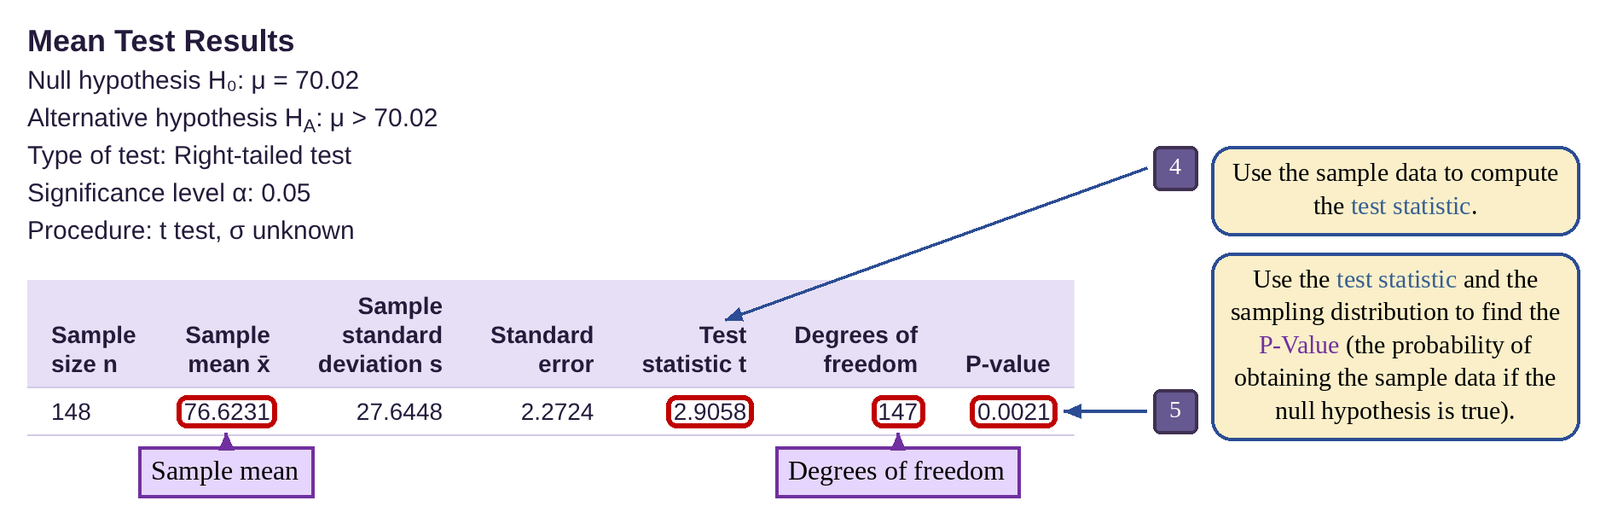 Mean Test Results
Null hypothesis H₀: μ = 70.02
Alternative hypothesis H_A: μ > 70.02
Type of test: Right-tailed test
Significance level α: 0.05
Procedure: t test, σ unknown
4
Use the sample data to compute
the test statistic.
Sample
size n
Sample
mean x̄
Sample
standard
deviation s
Standard
error
Test
statistic t
Degrees of
freedom
P-value
148 76.6231 27.6448 2.2724 2.9058 147 0.0021
Sample mean
Degrees of freedom
5
Use the test statistic and the
sampling distribution to find the
P-Value (the probability of
obtaining the sample data if the
null hypothesis is true).